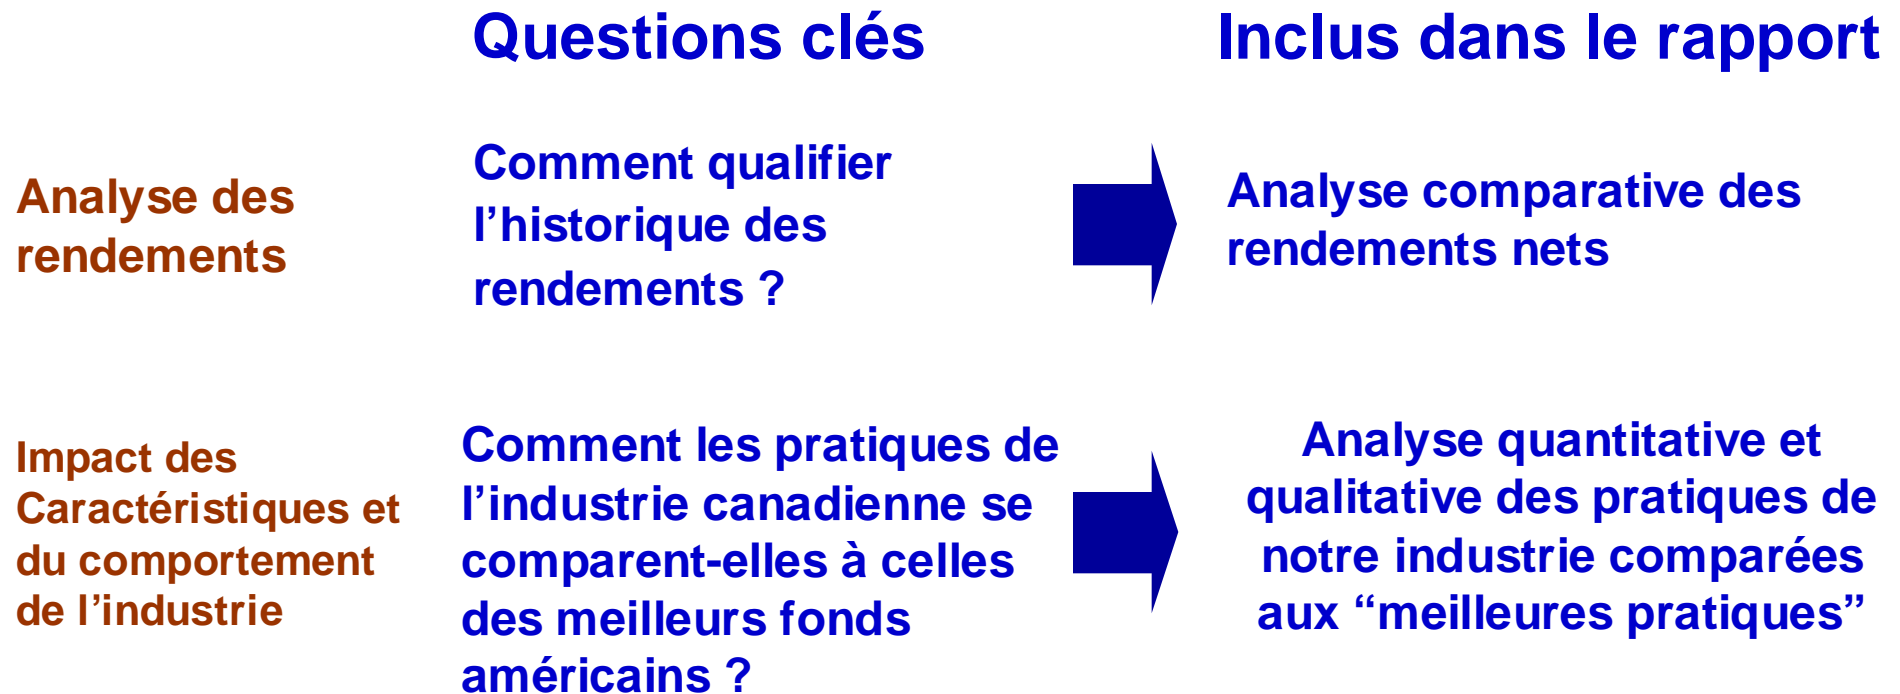 Questions clés
Inclus dans le rapport
Analyse des
rendements
Comment qualifier
l’historique des
rendements ?
Analyse comparative des
rendements nets
Impact des
Caractéristiques et
du comportement
de l’industrie
Comment les pratiques de
l’industrie canadienne se
comparent-elles à celles
des meilleurs fonds
américains ?
Analyse quantitative et
qualitative des pratiques de
notre industrie comparées
aux “meilleures pratiques”